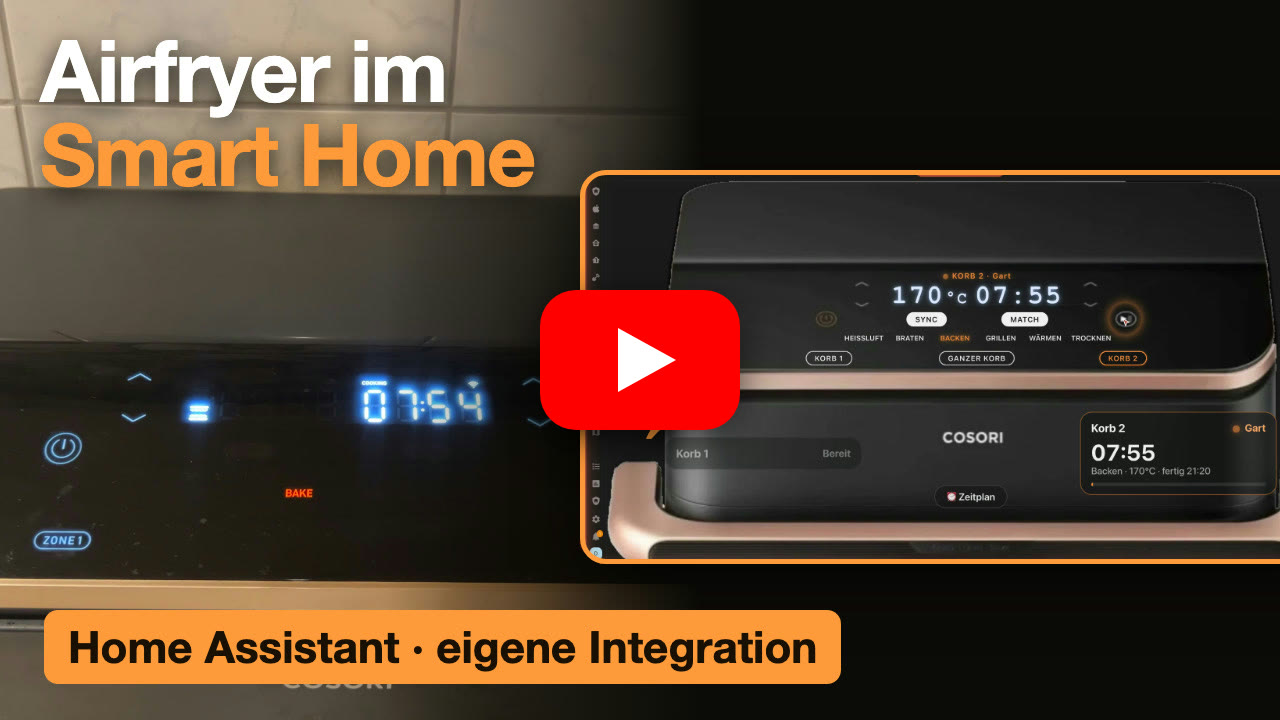 Airfryer im
Smart Home
COOKING
07:54
BAKE
ZONE 1
KORB 2 · Gart
170°C 07:55
SYNC
MATCH
HEISSLUFT BRATEN BACKEN GRILLEN WÄRMEN TROCKNEN
KORB 1
GANZER KORB
KORB 2
COSORI
Korb 1
Bereit
Korb 2
Gart
07:55
Backen · 170°C · fertig 21:20
Zeitplan
Home Assistant · eigene Integration
COSORI